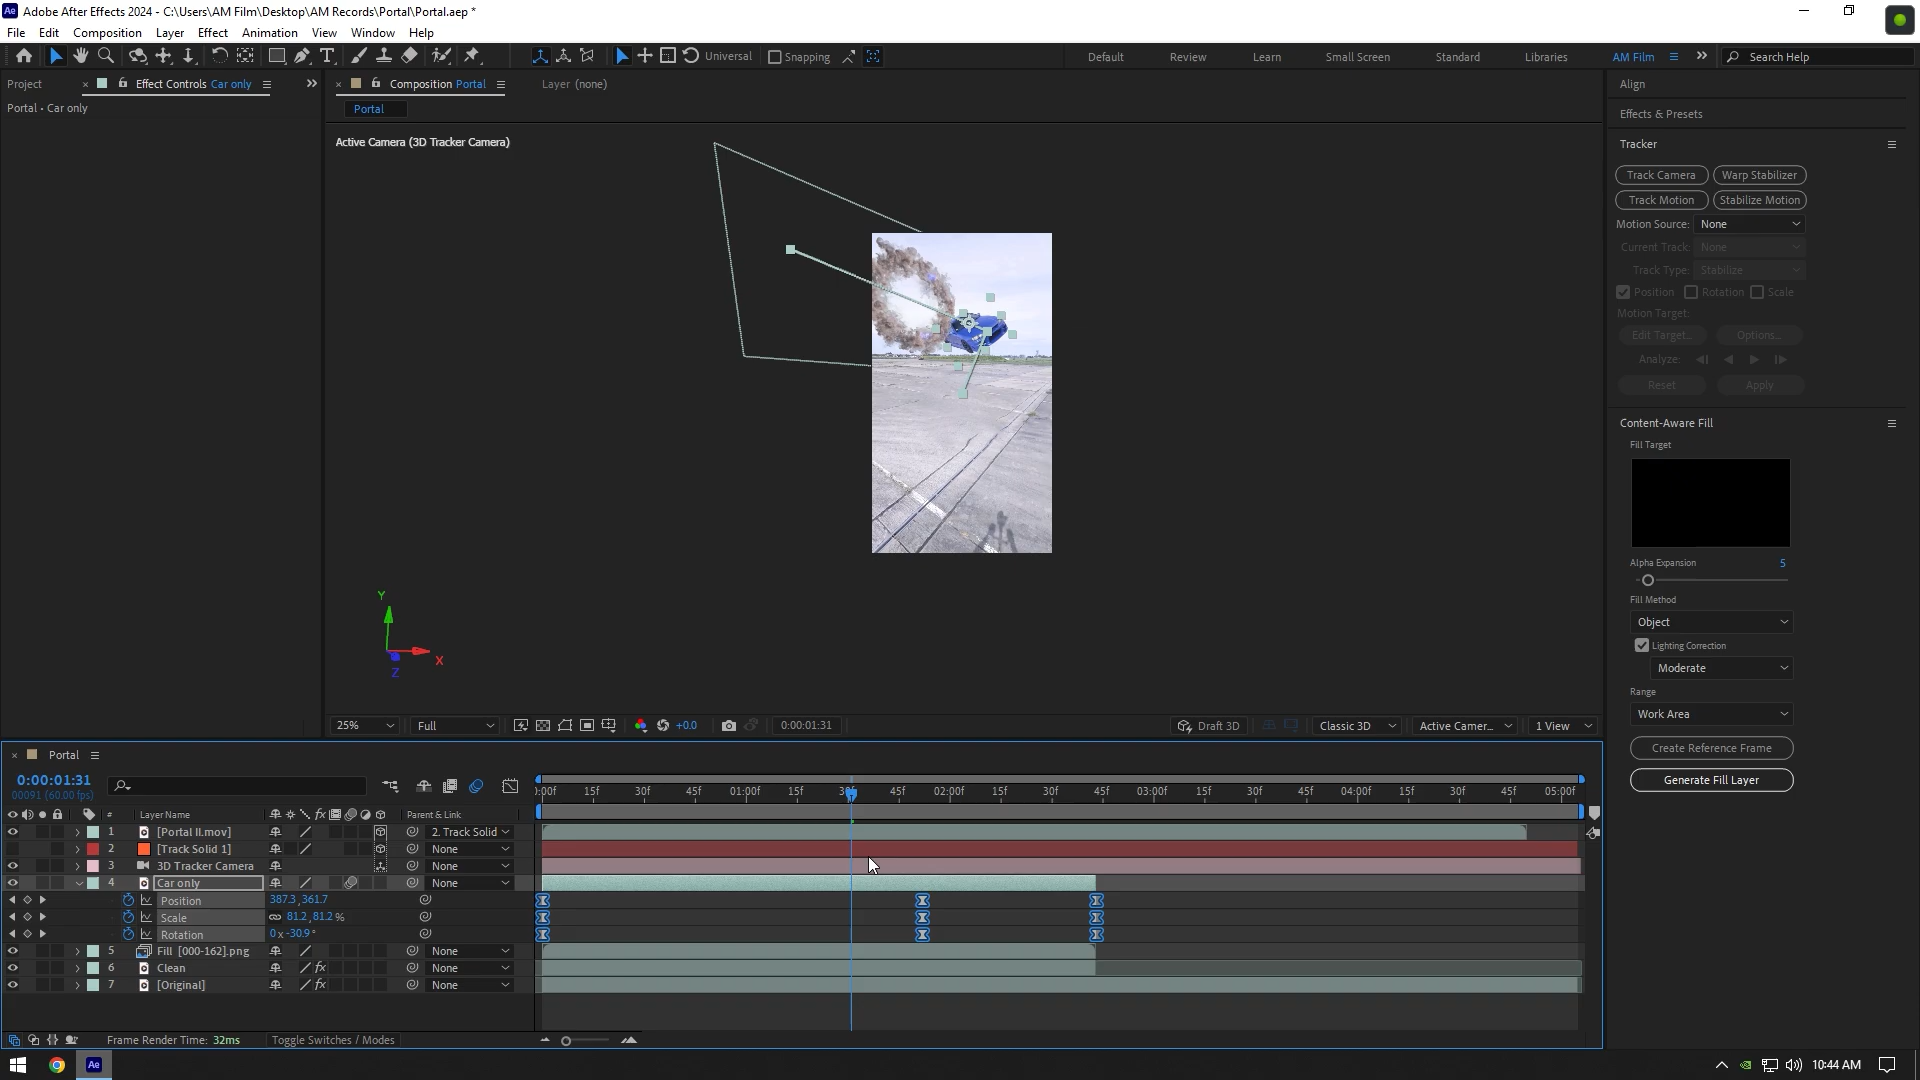 Adobe After Effects 2024 - C:\Users\AM Film\Desktop\AM Records\Portal\Portal.aep *
File Edit Composition Layer Effect Animation View Window Help
Universal Snapping Default Review Learn Small Screen Standard Libraries AM Film Search Help
Project Effect Controls Car only Composition Portal Layer (none) Align
Portal • Car only Portal Effects & Presets
Active Camera (3D Tracker Camera) Tracker
Track Camera Warp Stabilizer
Track Motion Stabilize Motion
Motion Source: None
Current Track: None
Track Type: Stabilize
Position Rotation Scale
Motion Target:
Edit Target... Options...
Analyze:
Reset Apply
Content-Aware Fill
Fill Target
Alpha Expansion 5
Fill Method
Object
Lighting Correction
Moderate
Range
Work Area
Create Reference Frame
Generate Fill Layer
Y
X
Z
25% Full +0.0 0:00:01:31 Draft 3D Classic 3D Active Camer... 1 View
Portal
0:00:01:31
00091 (60.00 fps)
):00f 15f 30f 45f 01:00f 15f 30f 45f 02:00f 15f 30f 45f 03:00f 15f 30f 45f 04:00f 15f 30f 45f 05:00f
# Layer Name fx Parent & Link
1 [Portal II.mov] 2. Track Solid
2 [Track Solid 1] None
3 3D Tracker Camera None
4 Car only None
Position 387.3,361.7
Scale 81.2,81.2%
Rotation 0x-30.9°
5 Fill [000-162].png None
6 Clean fx None
7 [Original] fx None
Frame Render Time: 32ms Toggle Switches / Modes
Ae 10:44 AM